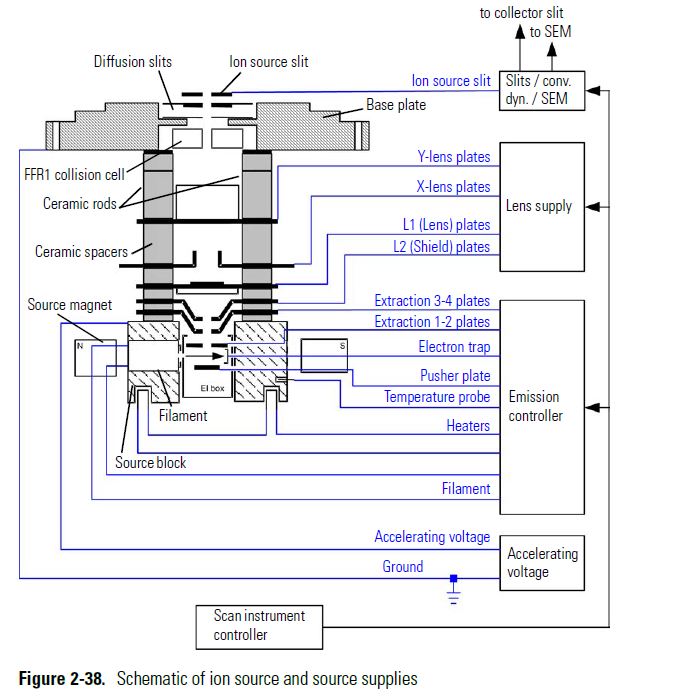 to collector slit
to SEM
Diffusion slits
Ion source slit
Ion source slit
Slits / conv.
dyn. / SEM
Base plate
FFR1 collision cell
Y-lens plates
Ceramic rods
X-lens plates
Lens supply
L1 (Lens) plates
Ceramic spacers
L2 (Shield) plates
Source magnet
Extraction 3-4 plates
Extraction 1-2 plates
N
S
Electron trap
Pusher plate
EI box
Temperature probe
Emission
controller
Filament
Heaters
Source block
Filament
Accelerating voltage
Accelerating
voltage
Ground
Scan instrument
controller
Figure 2-38. Schematic of ion source and source supplies